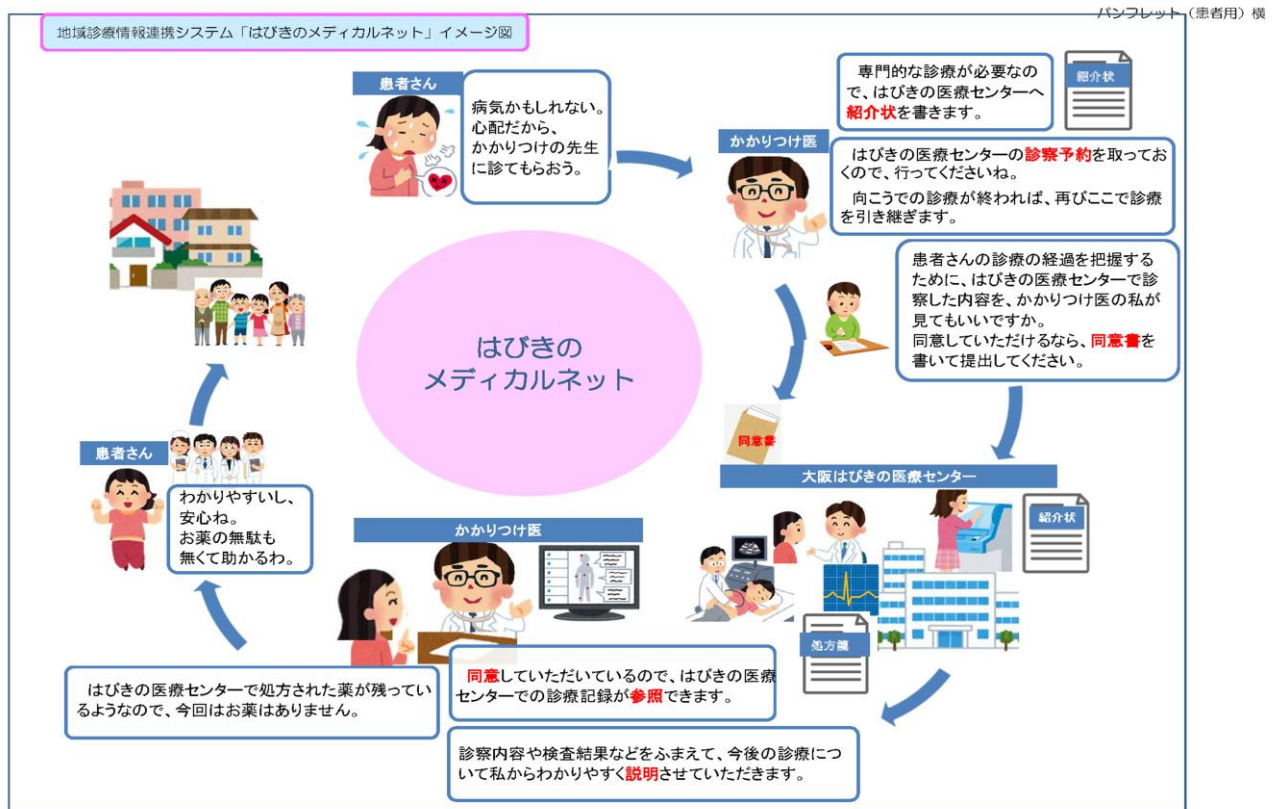 パンフレット（患者用）横
地域診療情報連携システム「はびきのメディカルネット」イメージ図
患者さん
病気かもしれない。
心配だから、
かかりつけの先生
に診てもらおう。
かかりつけ医
専門的な診療が必要なの
で、はびきの医療センターへ
紹介状を書きます。
紹介状
はびきの医療センターの診察予約を取ってお
くので、行ってくださいね。
向こうでの診療が終われば、再びここで診療
を引き継ぎます。
患者さんの診療の経過を把握する
ために、はびきの医療センターで診
察した内容を、かかりつけ医の私が
見てもいいですか。
同意していただけるなら、同意書を
書いて提出してください。
はびきの
メディカルネット
同意書
大阪はびきの医療センター
紹介状
処方箋
かかりつけ医
同意していただいているので、はびきの医療
センターでの診療記録が参照できます。
診察内容や検査結果などをふまえて、今後の診療につ
いて私からわかりやすく説明させていただきます。
はびきの医療センターで処方された薬が残ってい
るようなので、今回はお薬はありません。
患者さん
わかりやすいし、
安心ね。
お薬の無駄も
無くて助かるわ。